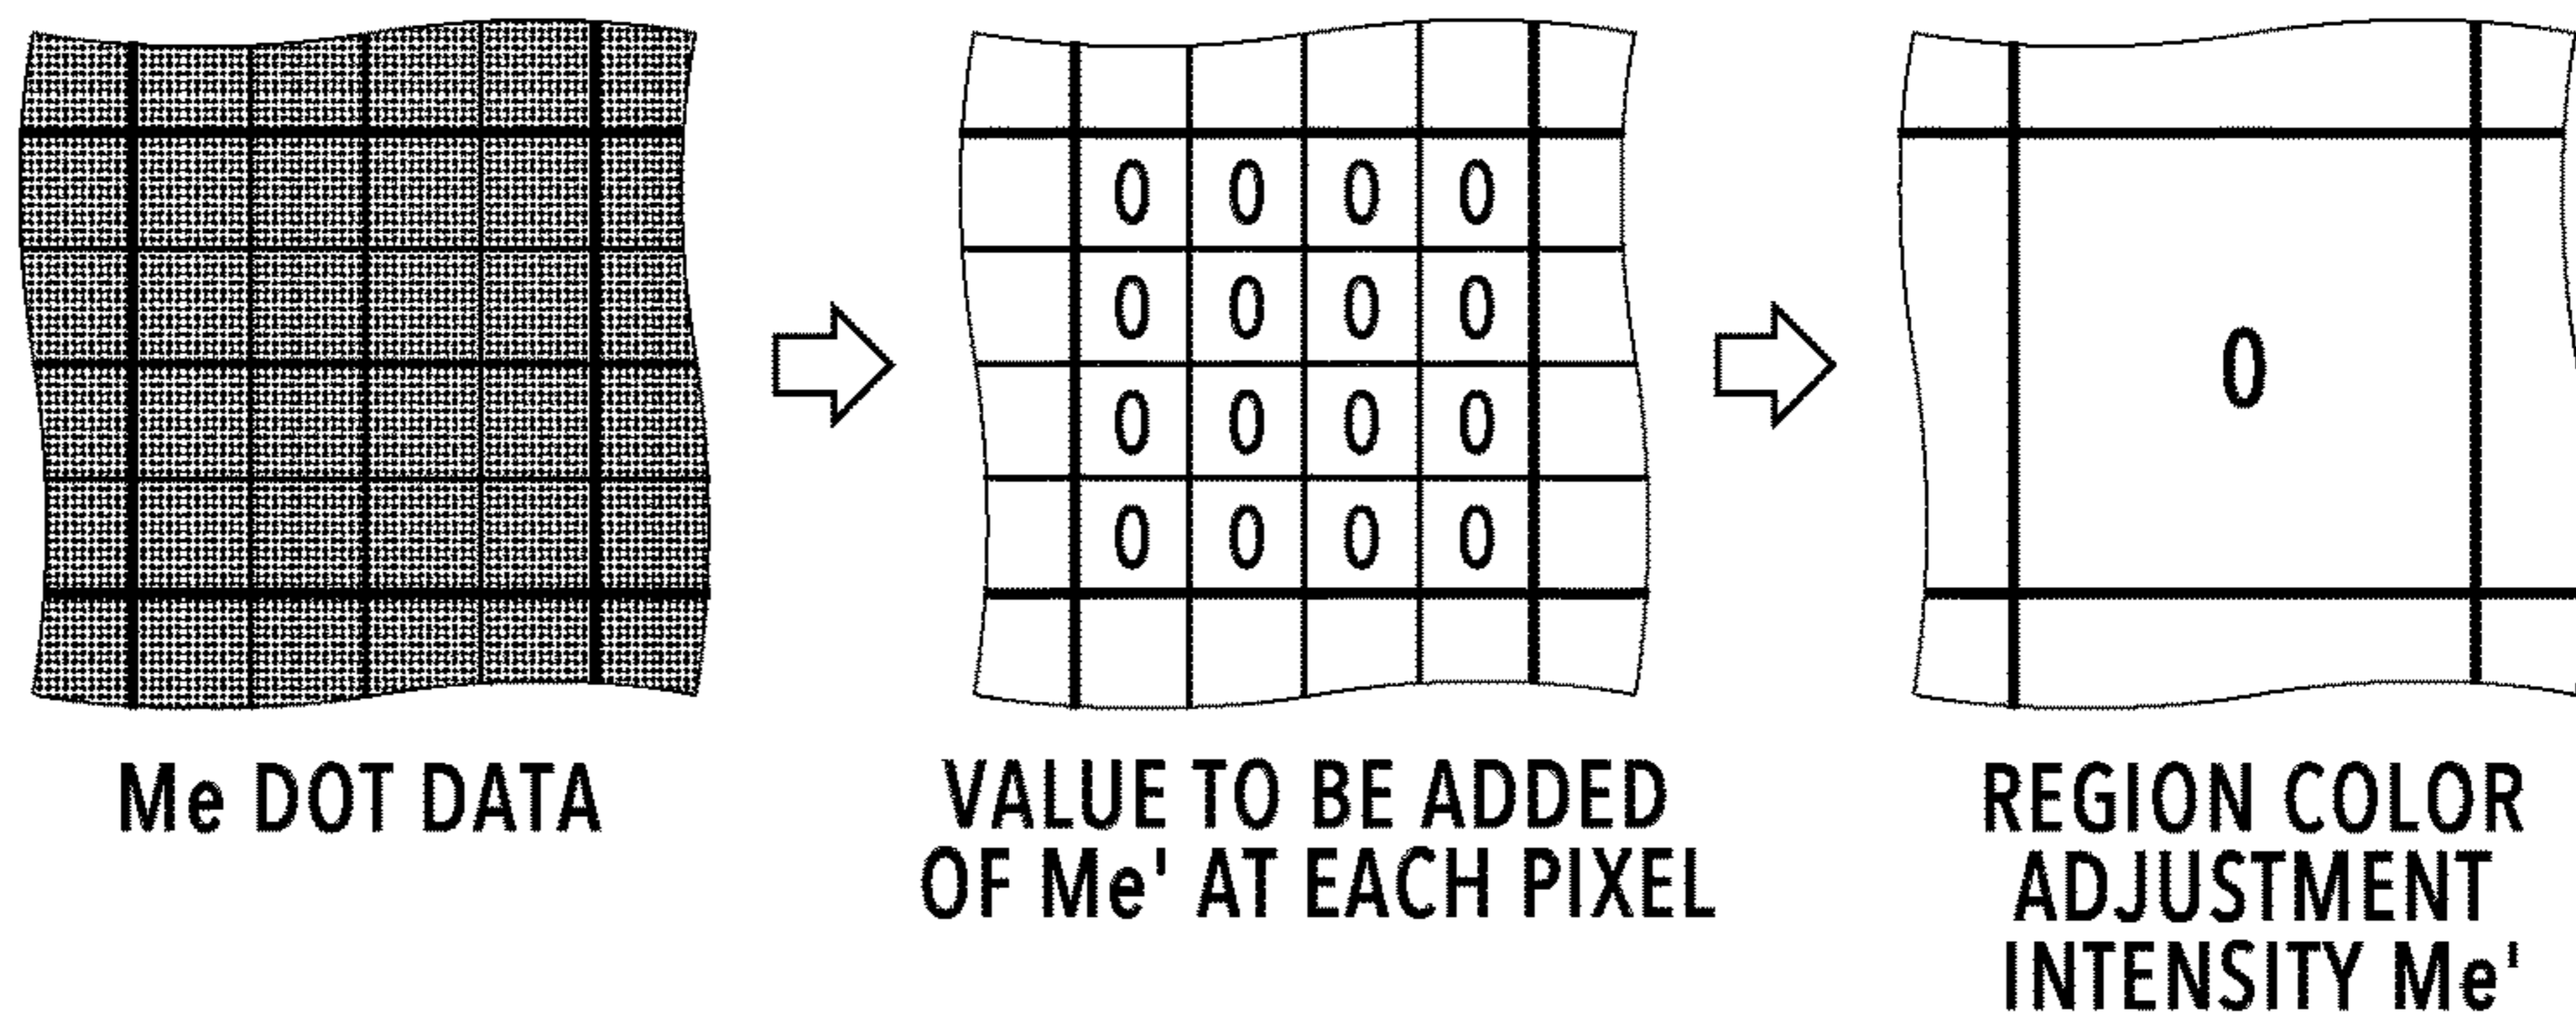 0 0 0 0
0 0 0 0
0 0 0 0
0 0 0 0
0
Me DOT DATA
VALUE TO BE ADDED
OF Me' AT EACH PIXEL
REGION COLOR
ADJUSTMENT
INTENSITY Me'